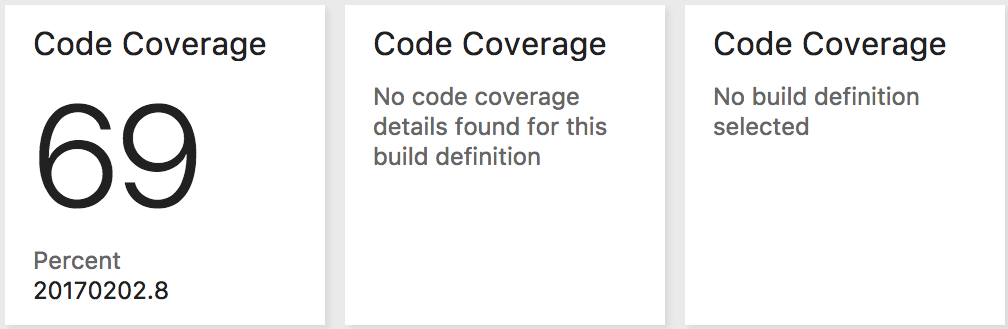 Code Coverage
69
Percent
20170202.8
Code Coverage
No code coverage
details found for this
build definition
Code Coverage
No build definition
selected